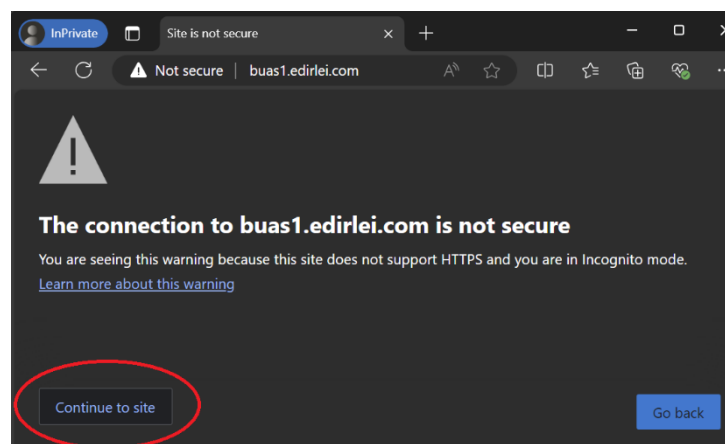 InPrivate
Site is not secure
Not secure
buas1.edirlei.com
The connection to buas1.edirlei.com is not secure
You are seeing this warning because this site does not support HTTPS and you are in Incognito mode.
Learn more about this warning
Continue to site
Go back